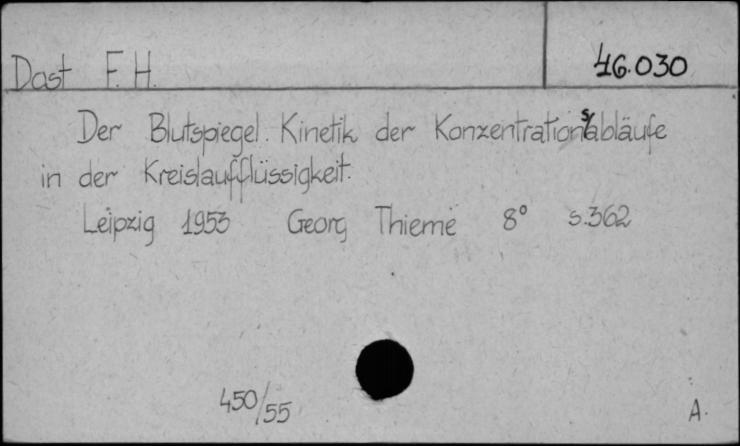 Dost F. H. 46.030
Der Blutspiegel. Kinetik der Konzentrationsabläufe
in der Kreislaufflüssigkeit.
Leipzig 1953 Georg Thieme 8° s.362
450/55
A.